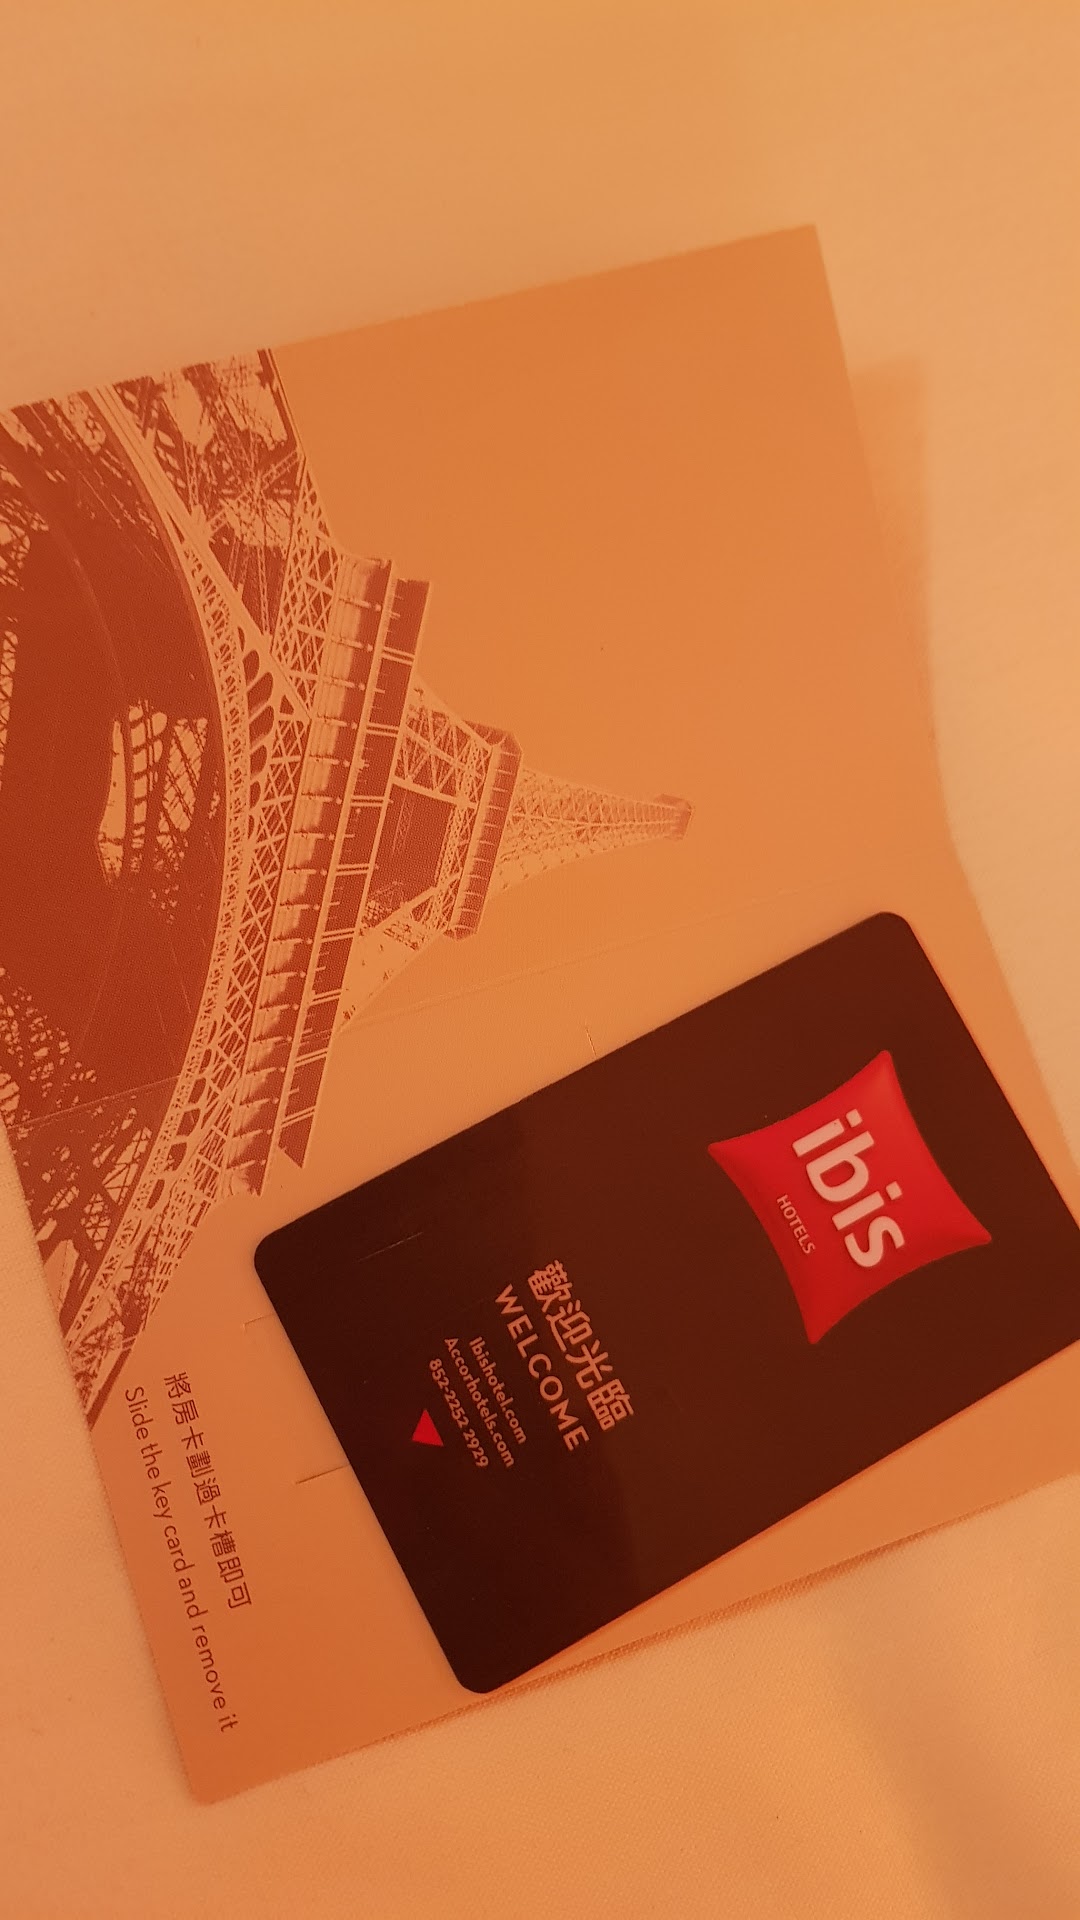 ibis
HOTELS
歡迎光臨
WELCOME
Ibishotel.com
Accorhotels.com
852-2252 2929
將房卡劃過卡槽即可
Slide the key card and remove it